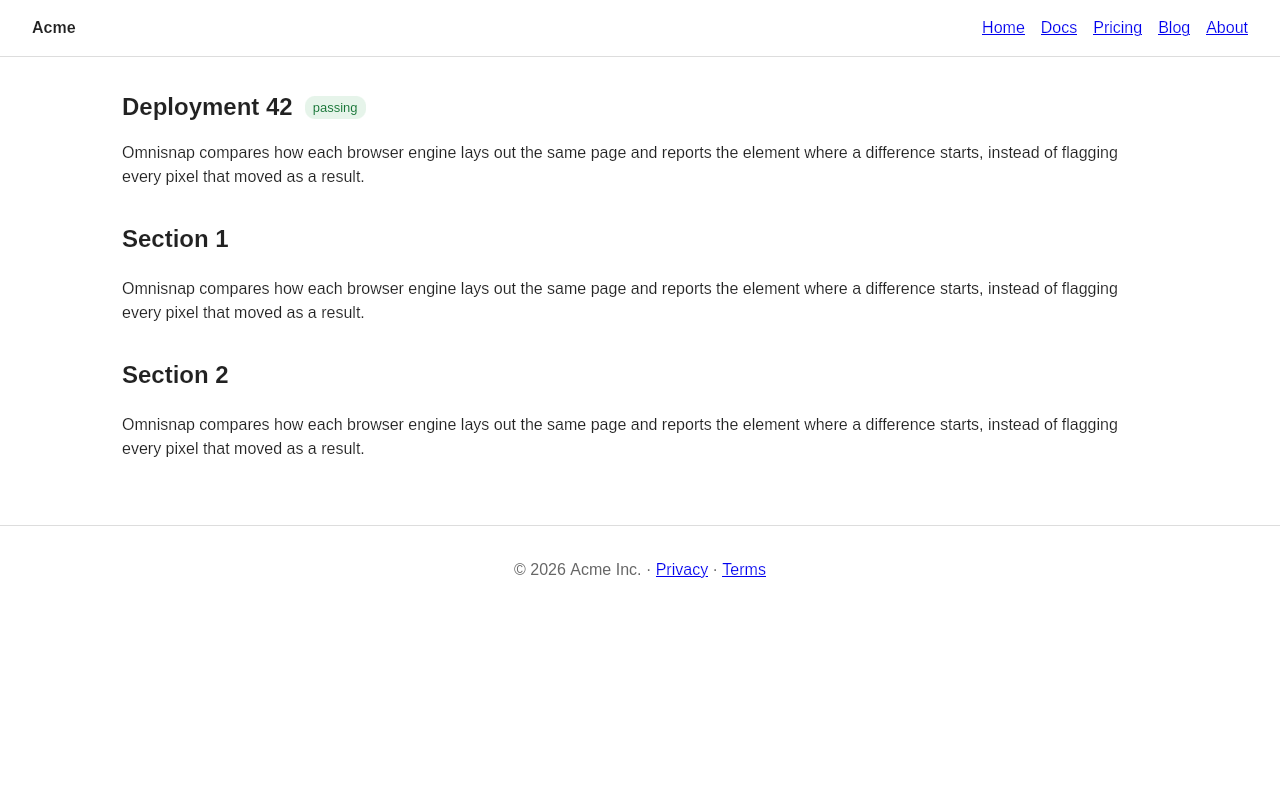 Acme
Home Docs Pricing Blog About
Deployment 42 passing
Omnisnap compares how each browser engine lays out the same page and reports the element where a difference starts, instead of flagging
every pixel that moved as a result.
Section 1
Omnisnap compares how each browser engine lays out the same page and reports the element where a difference starts, instead of flagging
every pixel that moved as a result.
Section 2
Omnisnap compares how each browser engine lays out the same page and reports the element where a difference starts, instead of flagging
every pixel that moved as a result.
© 2026 Acme Inc. · Privacy · Terms